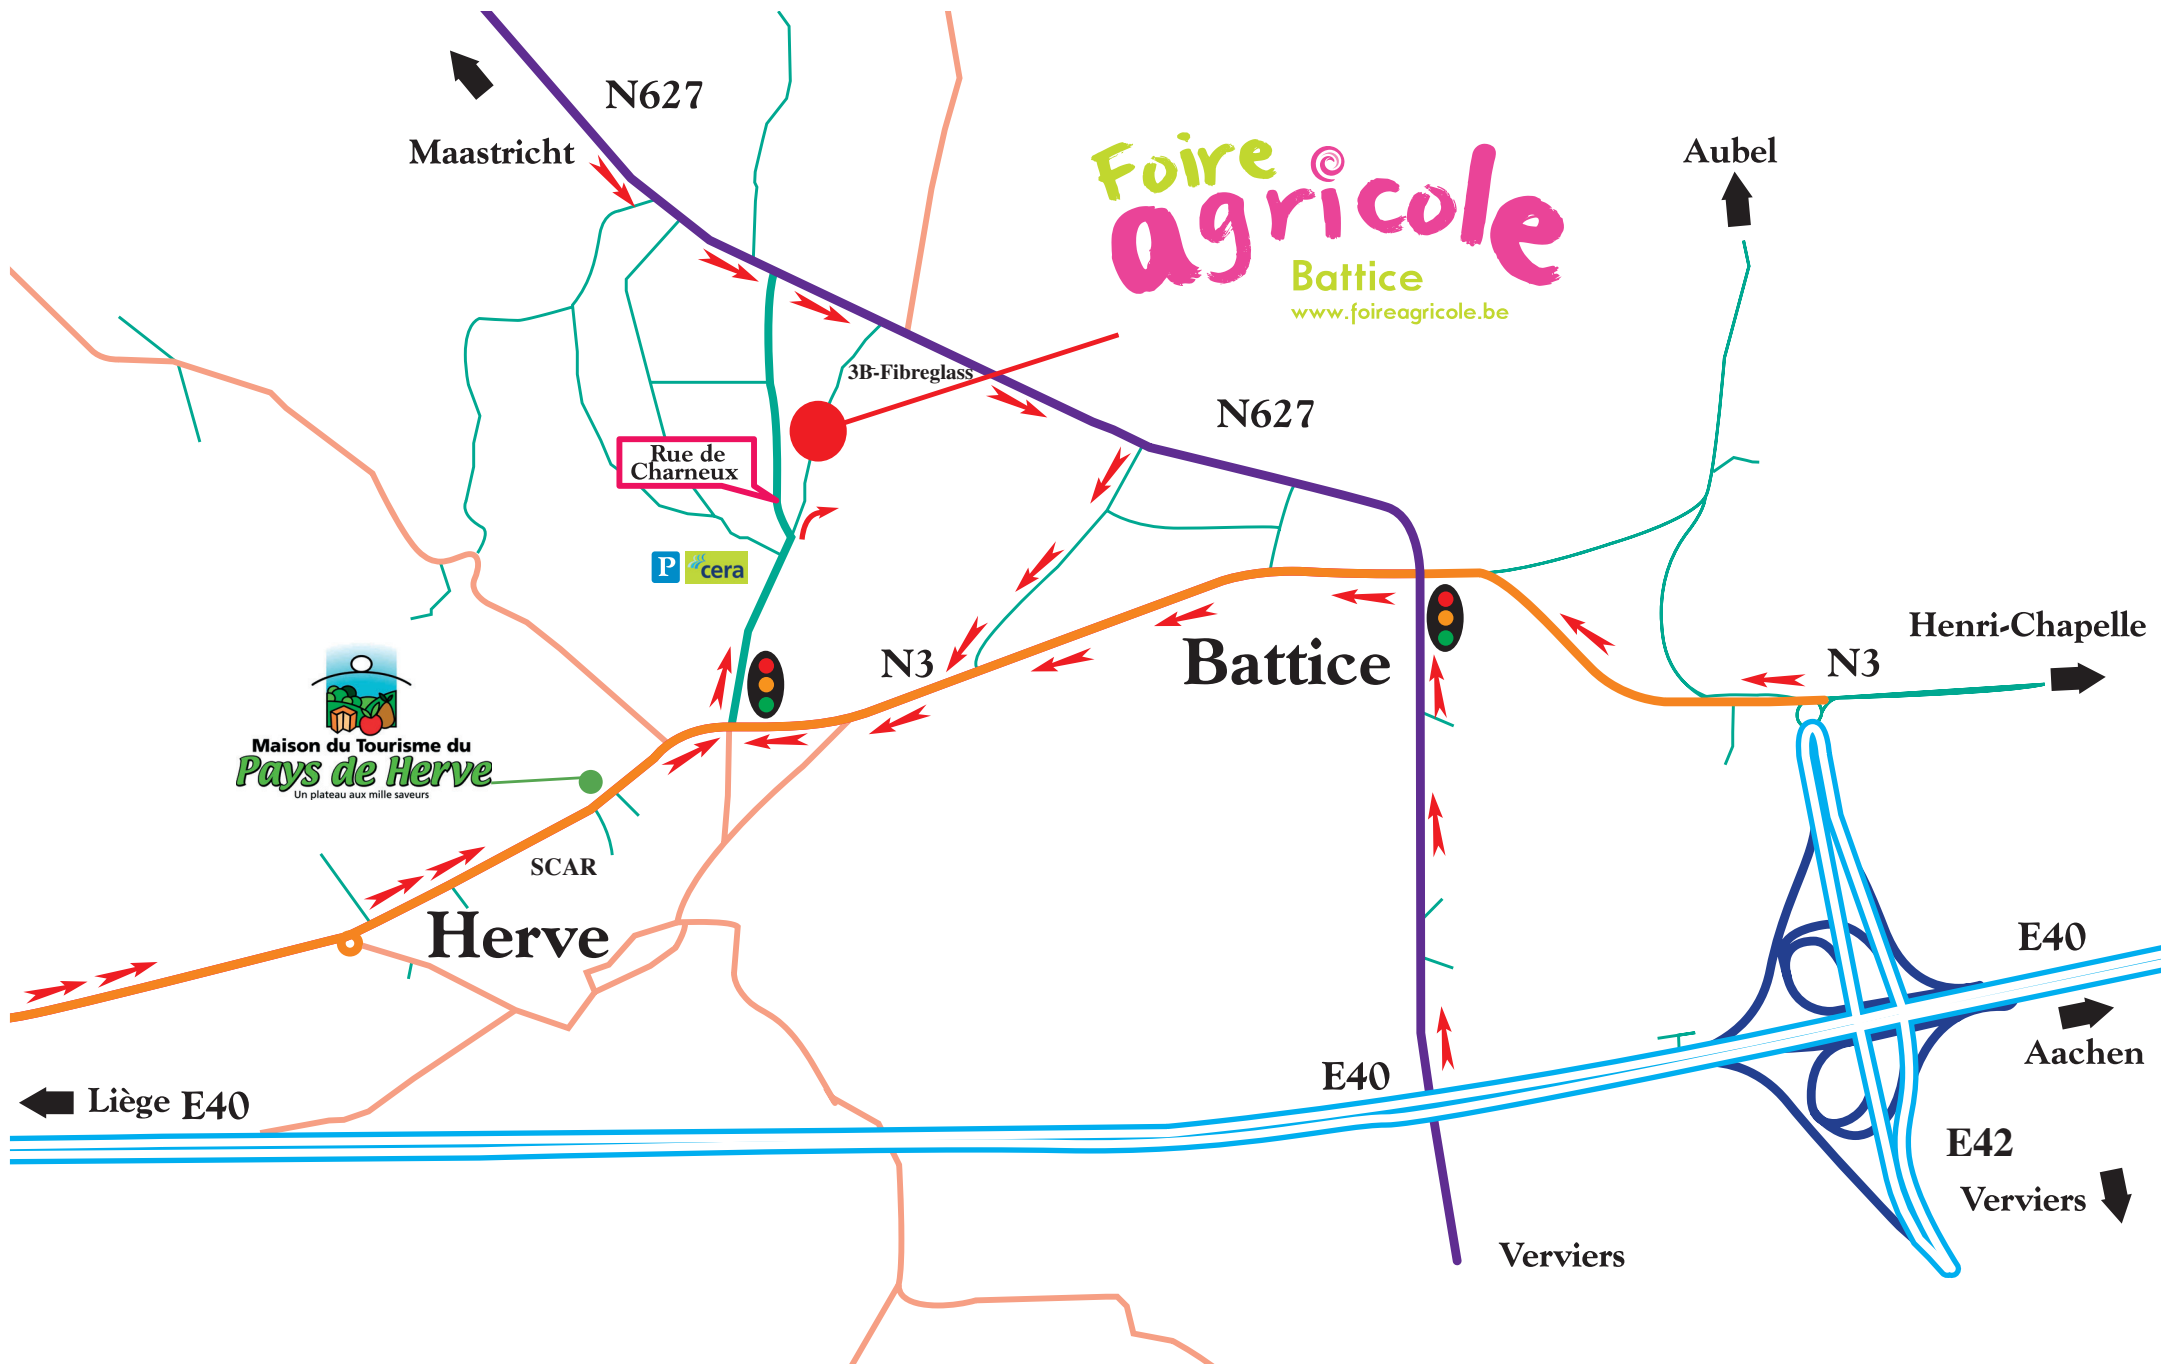 N627
Maastricht
Foire
agricole
Battice
www.foireagricole.be
Aubel
3B-Fibreglass
N627
Rue de
Charneux
P
cera
Henri-Chapelle
N3
N3
Battice
Maison du Tourisme du
Pays de Herve
Un plateau aux mille saveurs
SCAR
Herve
E40
Aachen
E40
Liège E40
E42
Verviers
Verviers